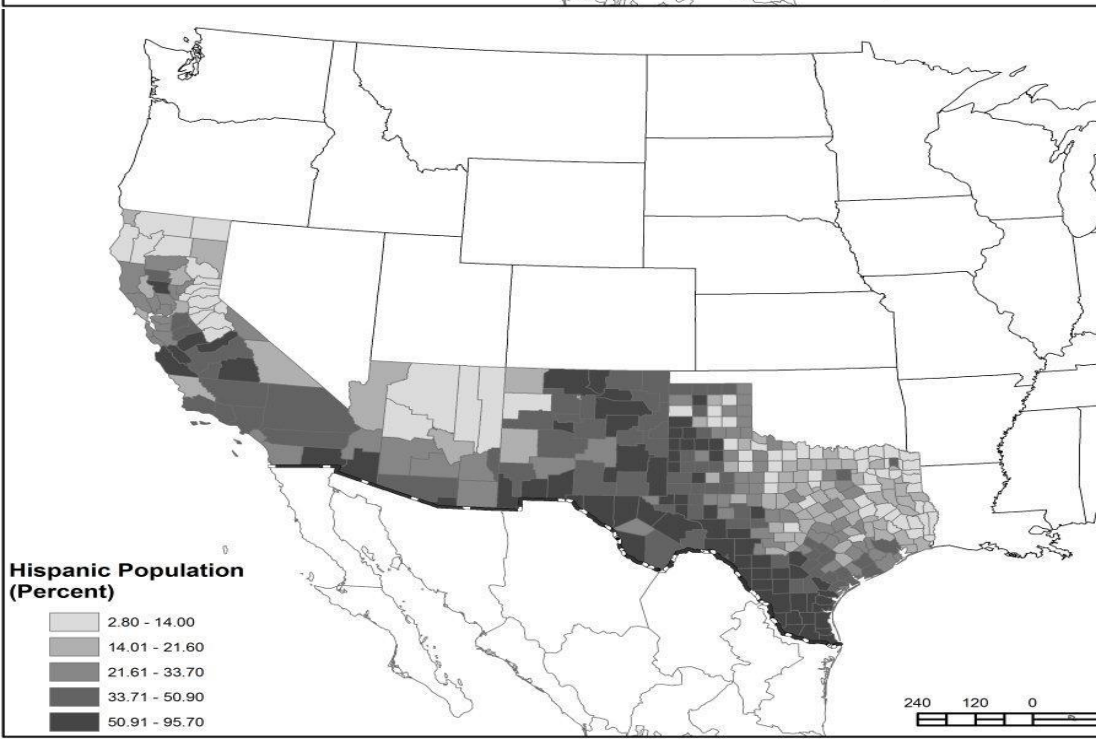 Hispanic Population
(Percent)
2.80 - 14.00
14.01 - 21.60
21.61 - 33.70
33.71 - 50.90
50.91 - 95.70
240 120 0